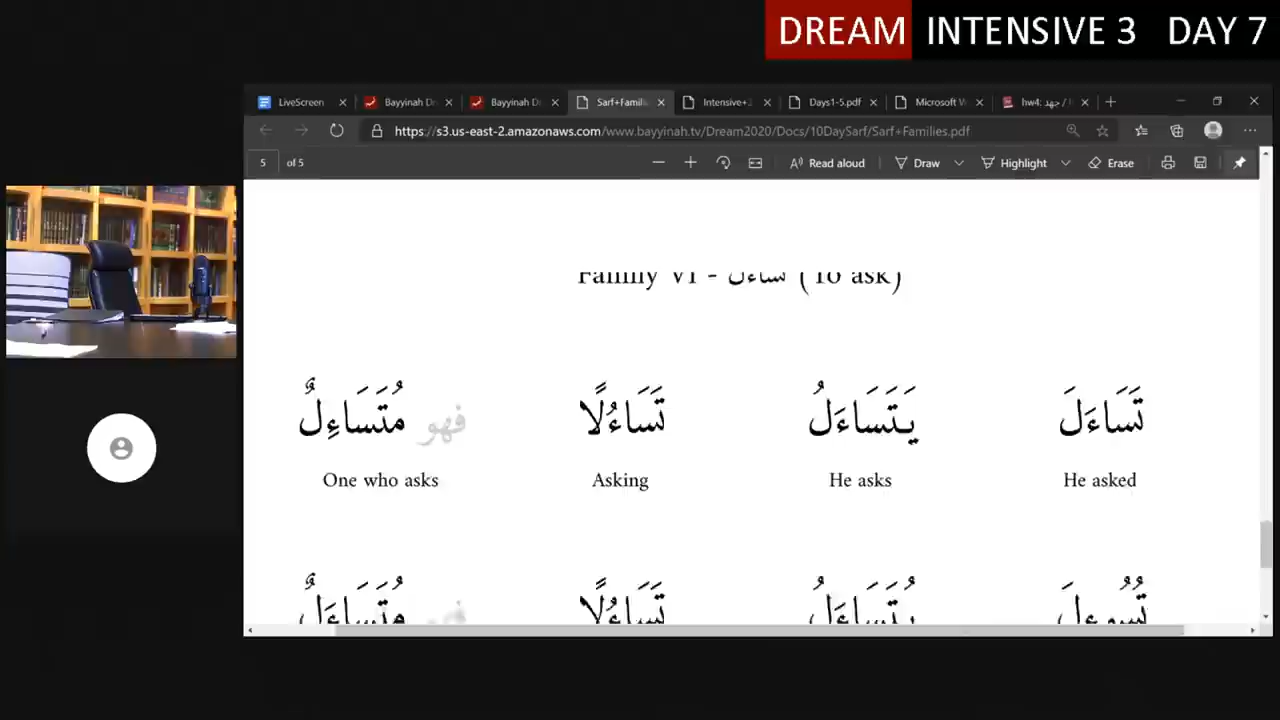 DREAM INTENSIVE 3 DAY 7
LiveScreen Bayyinah D Bayyinah D Sarf+Famil Intensive+ Days1-5.pdf Microsoft W hw4: جهد /
https://s3.us-east-2.amazonaws.com/www.bayyinah.tv/Dream2020/Docs/10DaySarf/Sarf+Families.pdf
5 of 5 Read aloud Draw Highlight Erase
Family VI - تساءل (To ask)
تَسَاءَلَ يَتَسَاءَلُ تَسَاءُلًا فهو مُتَسَاءِلٌ
He asked He asks Asking One who asks
تُسُوءِلَ يُتَسَاءَلُ تَسَاءُلًا فهو مُتَسَاءَلٌ